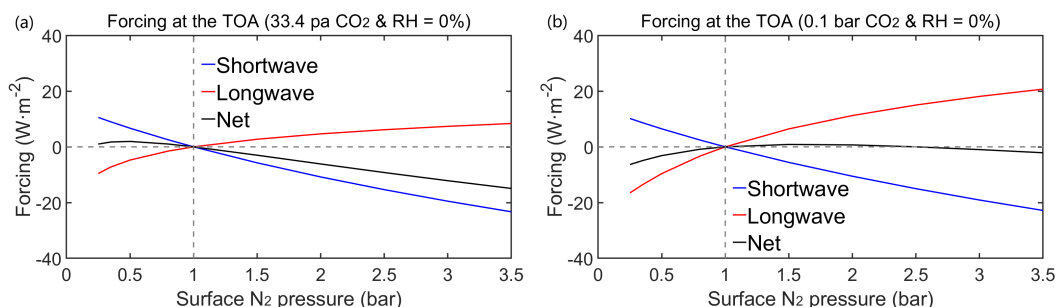 (a)
Forcing at the TOA (33.4 pa CO2 & RH = 0%)
Forcing (W·m-2)
40
20
0
-20
-40
Shortwave
Longwave
Net
0 0.5 1 1.5 2 2.5 3 3.5
Surface N2 pressure (bar)
(b)
Forcing at the TOA (0.1 bar CO2 & RH = 0%)
Forcing (W·m-2)
40
20
0
-20
-40
Shortwave
Longwave
Net
0 0.5 1 1.5 2 2.5 3 3.5
Surface N2 pressure (bar)